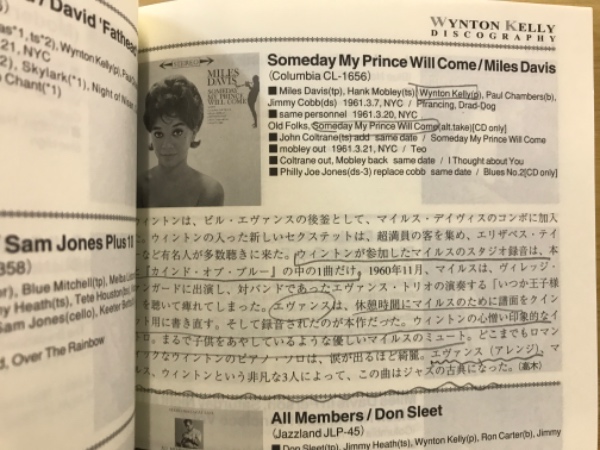 / David 'Fathead
as*1, ts*2), Wynton Kelly(p), Pau
.21, NYC
2), Skylark(*1), Night of
Chant(*1)
/ Sam Jones Plus 11
358)
r), Blue Mitchell(tp), Melba
my Heath(ts), Tete
Sam Jones(cello), Keeter
d, Over The Rainbow
WYNTON KELLY
DISCOGRAPHY
STEREO
MILES
DAVIS
SOMEDAY
MY PRINCE
WILL COME
Someday My Prince Will Come / Miles Davis
(Columbia CL-1656)
■ Miles Davis(tp), Hank Mobley(ts), Wynton Kelly(p), Paul Chambers(b),
Jimmy Cobb(ds) 1961.3.7, NYC / Pfrancing, Drad-Dog
■ same personnel 1961.3.20, NYC
Old Folks, Someday My Prince Will Come(alt.take)[CD only]
■ John Coltrane(ts) add same date / Someday My Prince Will Come
■ mobley out 1961.3.21, NYC / Teo
■ Coltrane out, Mobley back same date / I Thought about You
■ Philly Joe Jones(ds-3) replace cobb same date / Blues No.2[CD only]
ウィントンは、ビル・エヴァンスの後釜として、マイルス・デイヴィスのコンボに加入
。ウィントンの入った新しいセクステットは、超満員の客を集め、エリザベス・テイ
など有名人が多数聴きに来た。ウィントンが参加したマイルスのスタジオ録音は、本
『カインド・オブ・ブルー』の中の1曲だけ。1960年11月、マイルスは、ヴィレッジ・
ンガードに出演し、対バンドであったエヴァンス・トリオの演奏する「いつか王子様
を聴いて痺れてしまった。エヴァンスは、休憩時間にマイルスのために譜面をクイン
ット用に書き直す。そして録音されたのが本作だった。ウィントンの心憎い印象的なイ
ロ。まるで子供をあやしているような優しいマイルスのミュート。どこまでもロマン
ィックなウィントンのピアノ・ソロは、涙が出るほど綺麗。エヴァンス（アレンジ）、マ
ルス、ウィントンという非凡な3人によって、この曲はジャズの古典になった。（高木）
All Members / Don Sleet
(Jazzland JLP-45)
■ Don Sleet(tp), Jimmy Heath(ts), Wynton Kelly(p), Ron Carter(b), Jimmy